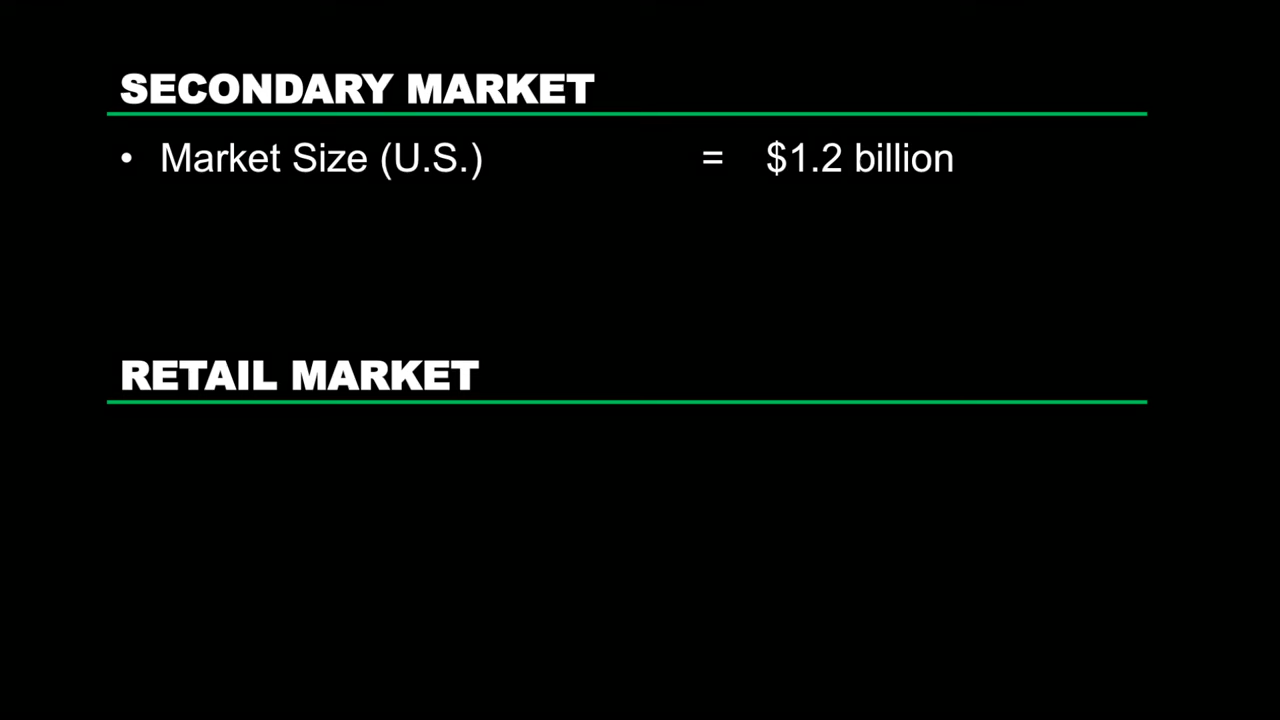 SECONDARY MARKET
• Market Size (U.S.) = $1.2 billion
RETAIL MARKET